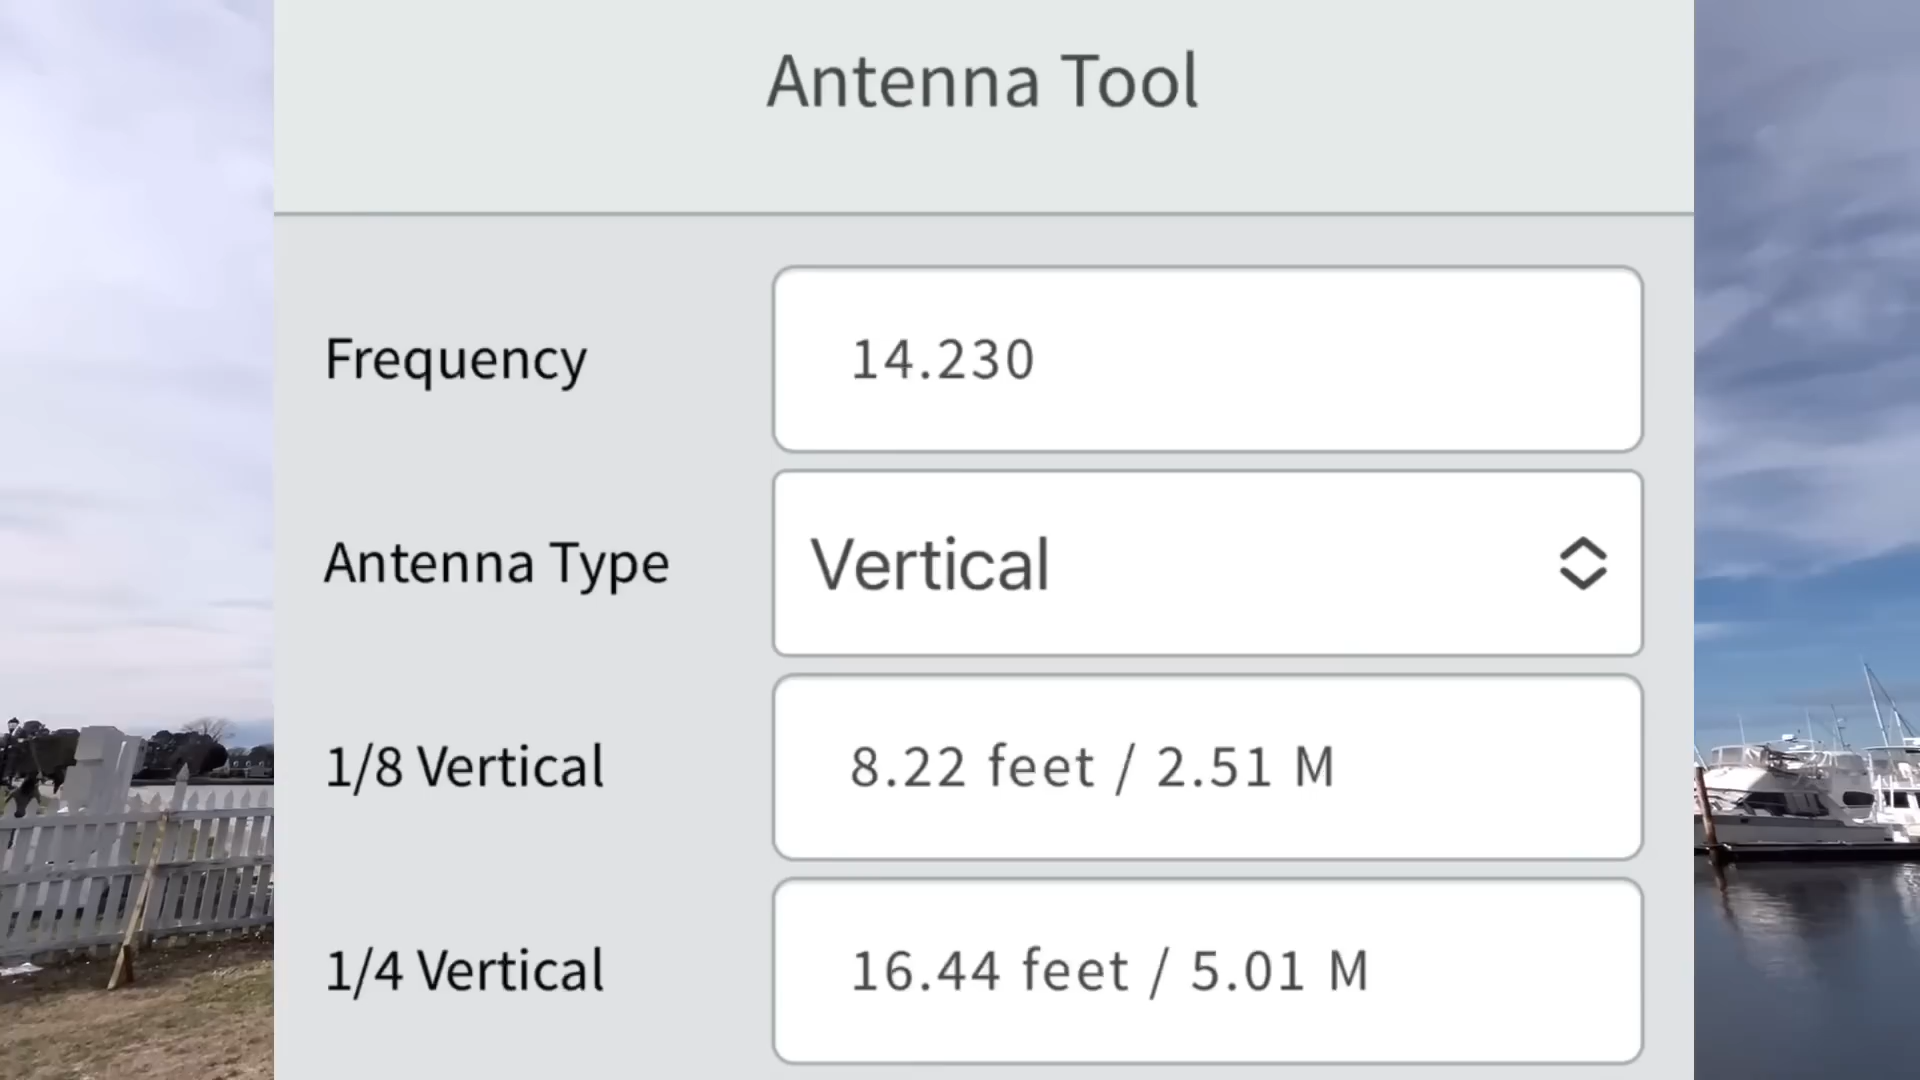 Antenna Tool
Frequency 14.230
Antenna Type Vertical
1/8 Vertical 8.22 feet / 2.51 M
1/4 Vertical 16.44 feet / 5.01 M